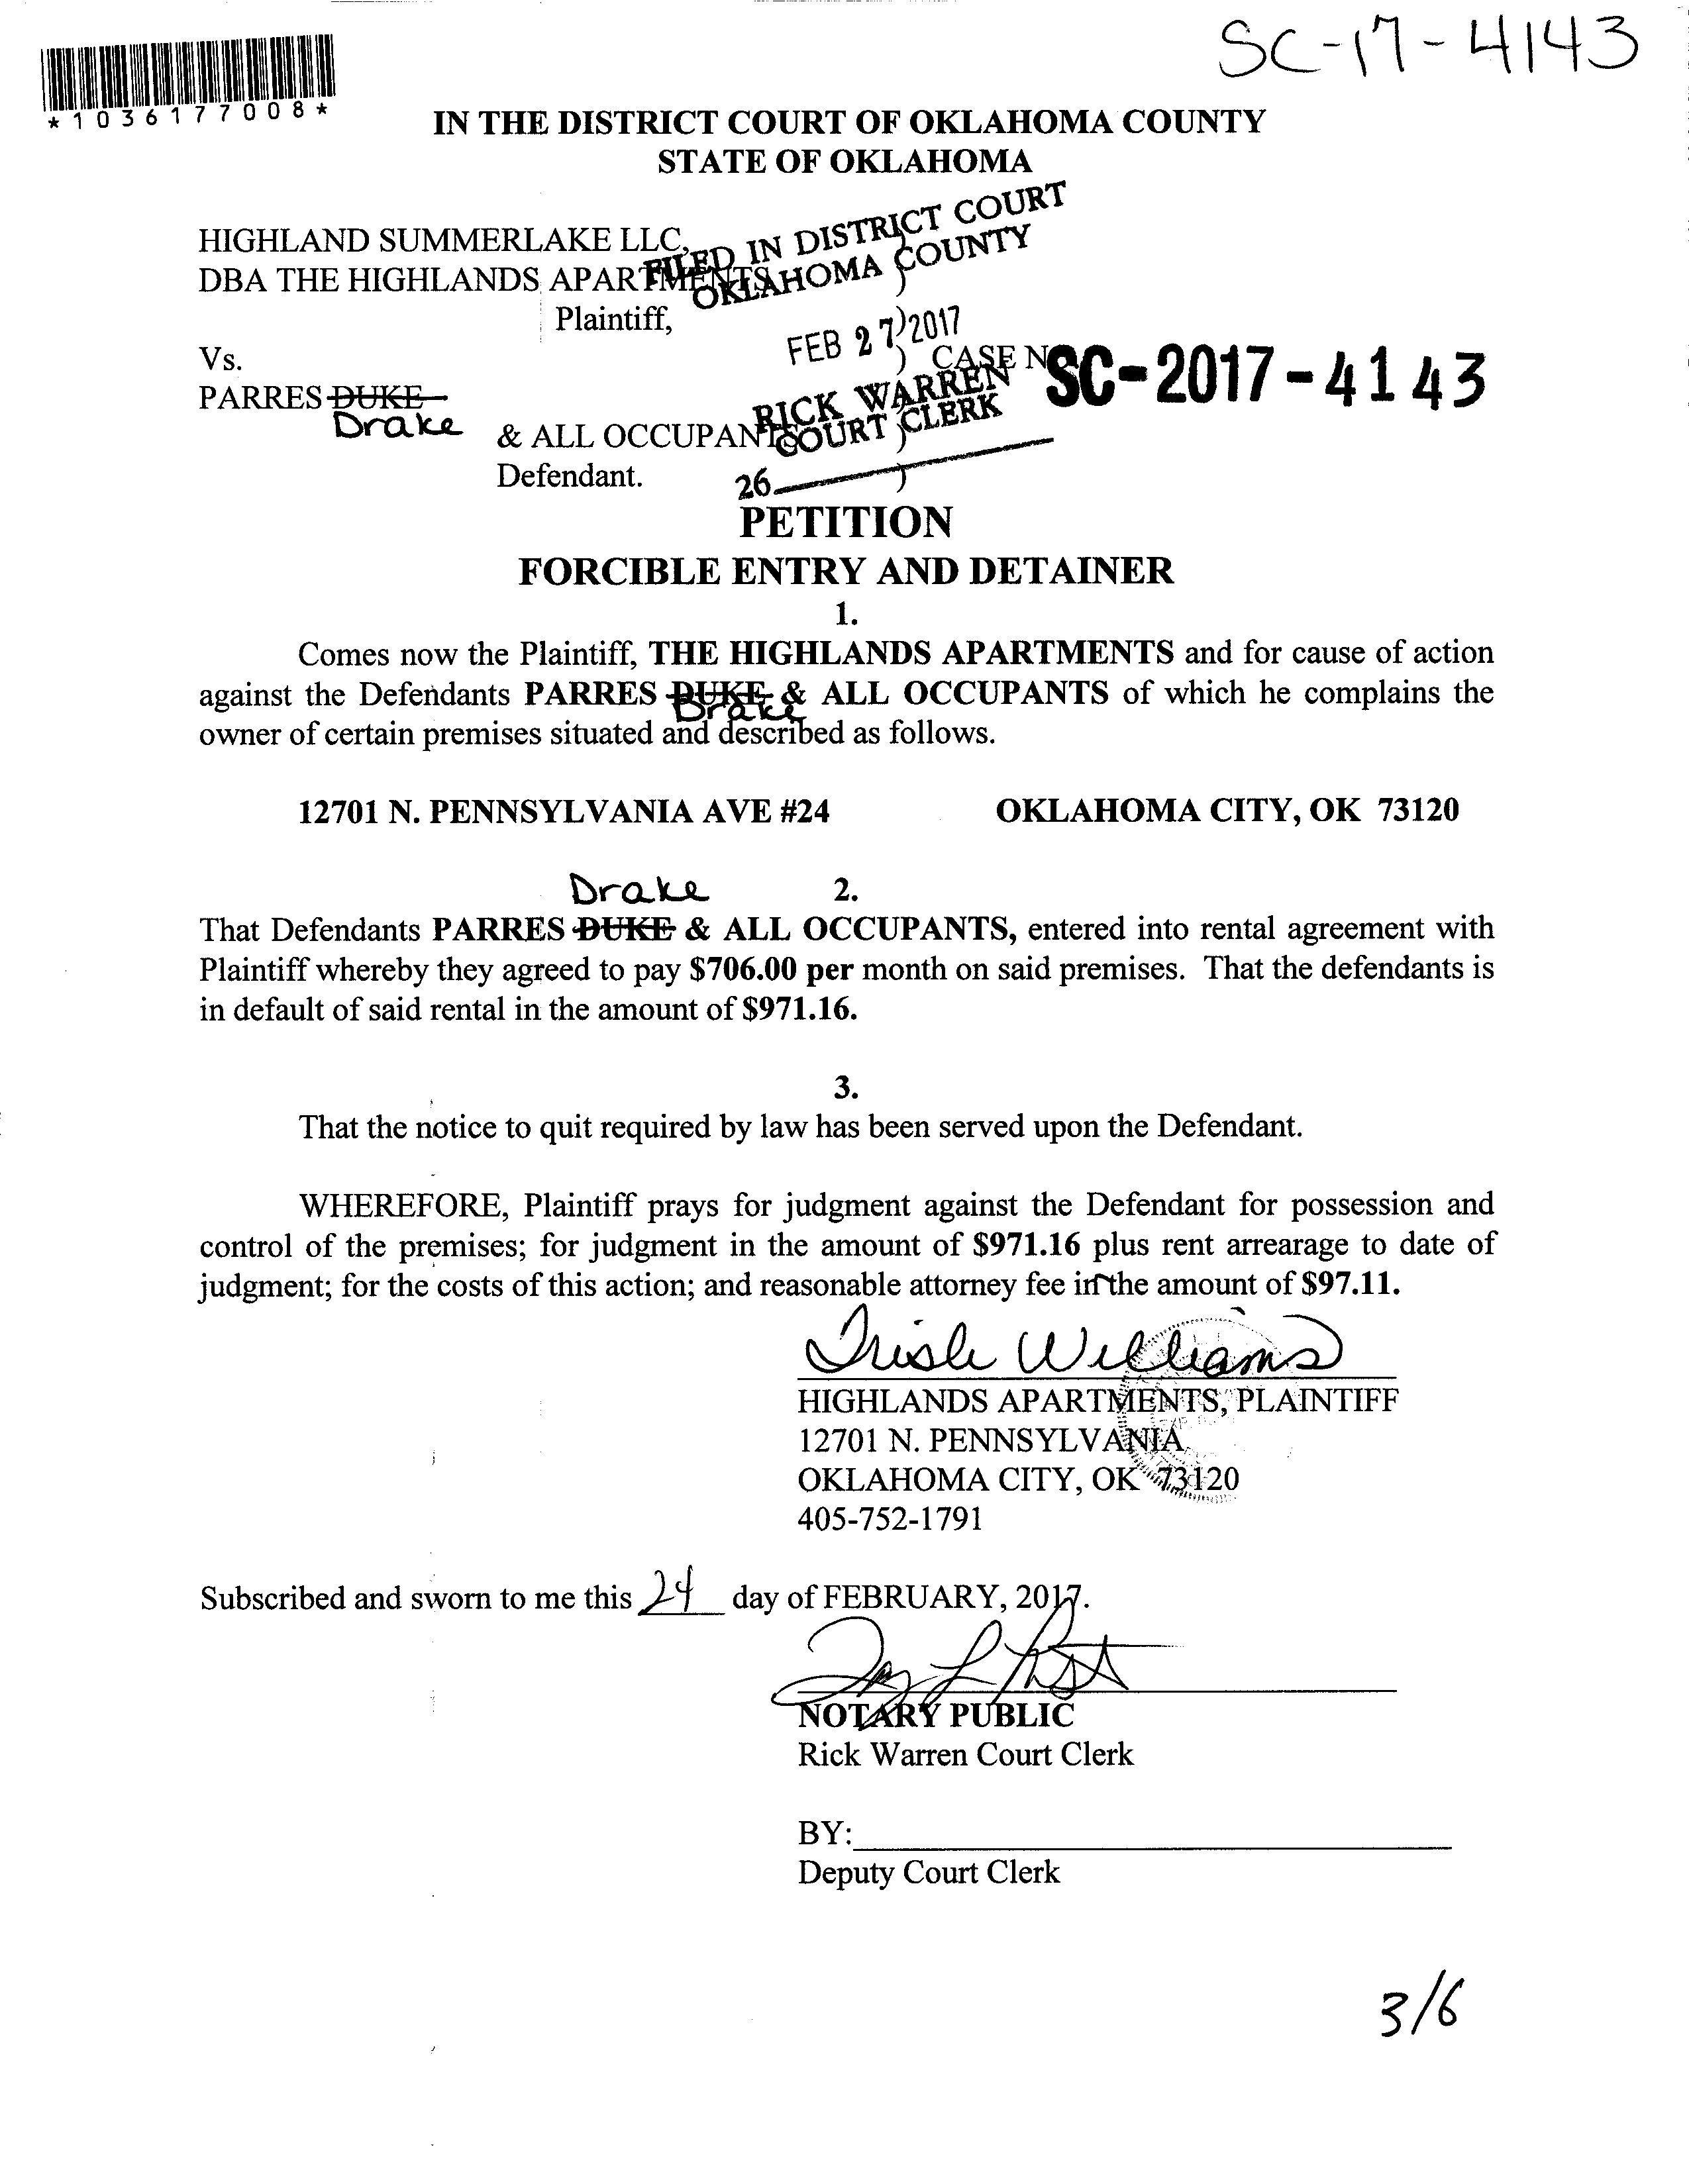 SC-17-4143
*1036177008*
IN THE DISTRICT COURT OF OKLAHOMA COUNTY
STATE OF OKLAHOMA
HIGHLAND SUMMERLAKE LLC,
DBA THE HIGHLANDS APARTMENTS )
Plaintiff, )
FILED IN DISTRICT COURT
OKLAHOMA COUNTY
FEB 27 2017
RICK WARREN
COURT CLERK
26
Vs. ) CASE N
SC-2017-4143
PARRES DUKE
Drake
& ALL OCCUPANTS )
Defendant. )
PETITION
FORCIBLE ENTRY AND DETAINER
1.
Comes now the Plaintiff, THE HIGHLANDS APARTMENTS and for cause of action
against the Defendants PARRES DUKE & ALL OCCUPANTS of which he complains the
Drake
owner of certain premises situated and described as follows.
12701 N. PENNSYLVANIA AVE #24 OKLAHOMA CITY, OK 73120
Drake 2.
That Defendants PARRES DUKE & ALL OCCUPANTS, entered into rental agreement with
Plaintiff whereby they agreed to pay $706.00 per month on said premises. That the defendants is
in default of said rental in the amount of $971.16.
3.
That the notice to quit required by law has been served upon the Defendant.
WHEREFORE, Plaintiff prays for judgment against the Defendant for possession and
control of the premises; for judgment in the amount of $971.16 plus rent arrearage to date of
judgment; for the costs of this action; and reasonable attorney fee in the amount of $97.11.
Trish Williams
HIGHLANDS APARTMENTS, PLAINTIFF
12701 N. PENNSYLVANIA
OKLAHOMA CITY, OK 73120
405-752-1791
Subscribed and sworn to me this 24 day of FEBRUARY, 2017.
NOTARY PUBLIC
Rick Warren Court Clerk
BY:
Deputy Court Clerk
3/6